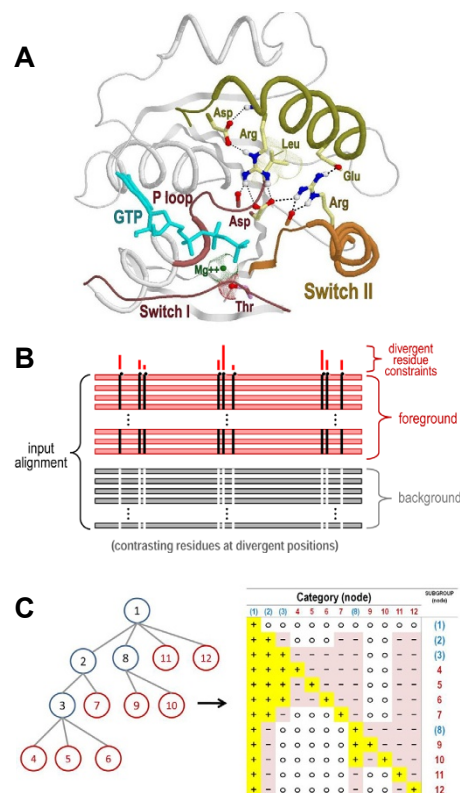 A
Asp
Arg
Leu
Glu
P loop
GTP
Asp
Arg
Mg++
Switch II
Switch I
Thr
B
divergent
residue
constraints
input
alignment
foreground
background
(contrasting residues at divergent positions)
C
1
2 8 11 12
3 7 9 10
4 5 6
Category (node)
SUBGROUP
(node)
(1) (2) (3) 4 5 6 7 (8) 9 10 11 12
+ − o o o o o − o o − − (1)
+ + − o o o − − o o − − (2)
+ + + − − − − − o o − − (3)
+ + + + − − − − o o − − 4
+ + + − + − − − o o − − 5
+ + + − − + − − o o − − 6
+ + − o o o + − o o − − 7
+ − o o o o o + − − − − (8)
+ − o o o o o + + − − − 9
+ − o o o o o + − + − − 10
+ − o o o o o − o o + − 11
+ − o o o o o − o o − + 12